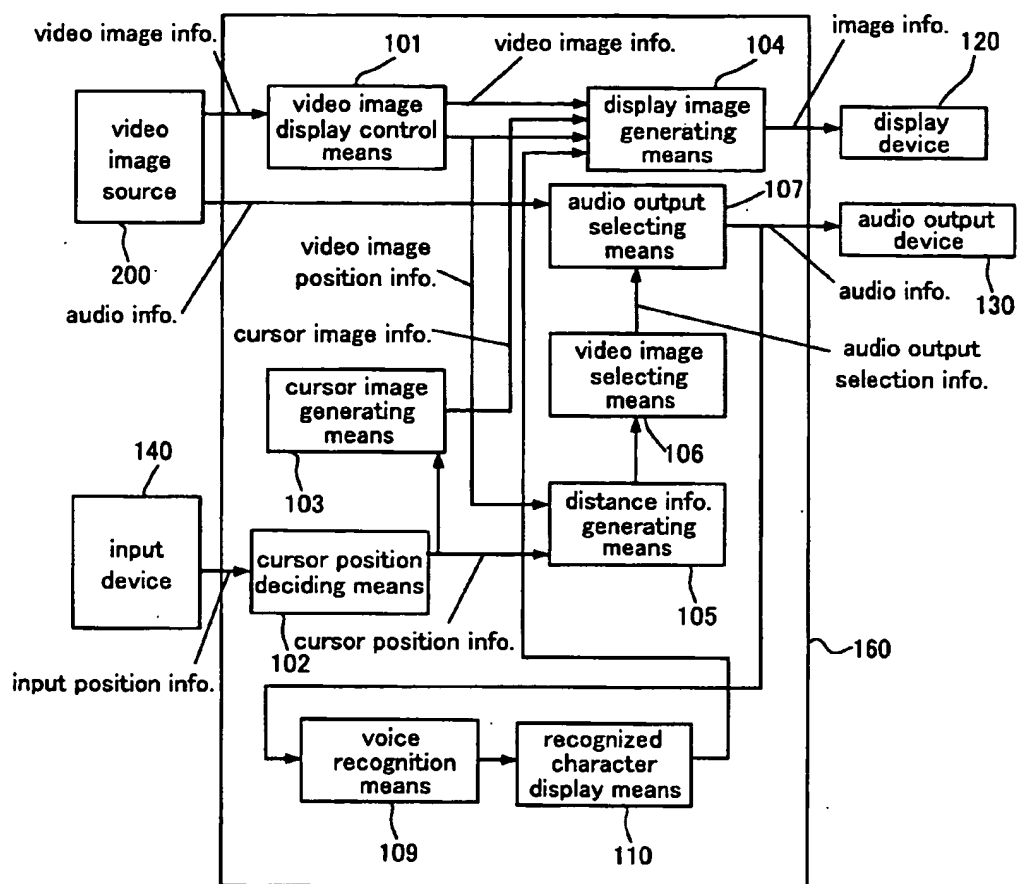 video image info.
101
video image info.
104
image info.
120
video
image
source
video image
display control
means
display image
generating
means
display
device
107
200
audio output
selecting
means
audio output
device
video image
position info.
130
audio info.
audio info.
cursor image info.
video image
selecting
means
audio output
selection info.
cursor image
generating
means
106
140
103
distance info.
generating
means
input
device
cursor position
deciding means
105
102
cursor position info.
160
input position info.
voice
recognition
means
recognized
character
display means
109
110